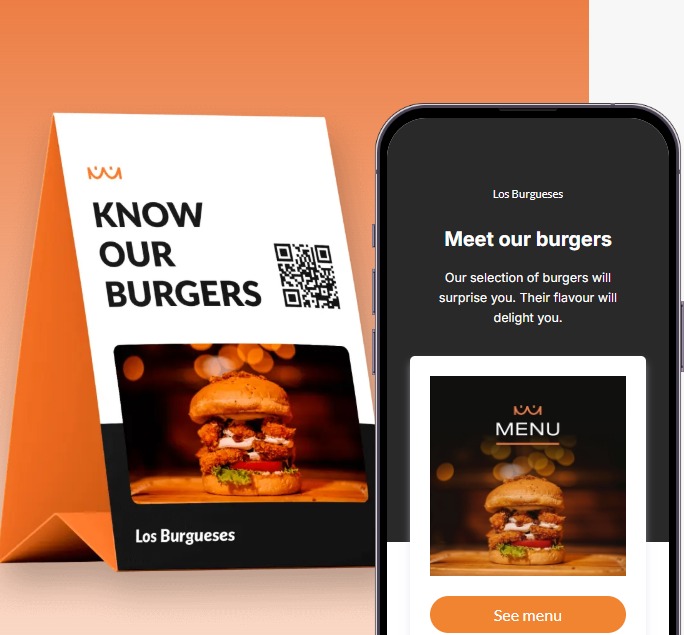 KNOW
OUR
BURGERS
Los Burgueses
Los Burgueses
Meet our burgers
Our selection of burgers will
surprise you. Their flavour will
delight you.
MENU
See menu